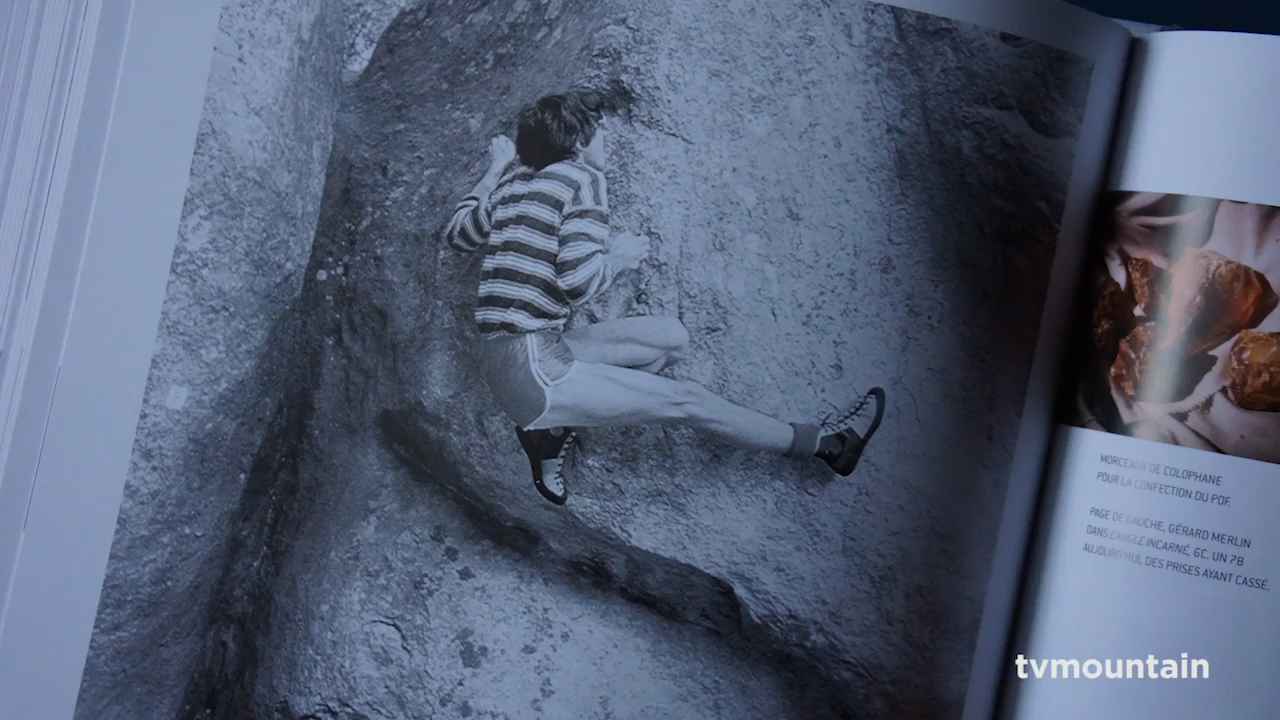 MORCEAUX DE COLOPHANE
POUR LA CONFECTION DU POF.
PAGE DE GAUCHE, GÉRARD MERLIN
DANS L'ANGLE INCARNÉ, 6C, UN 7B
AUJOURD'HUI, DES PRISES AYANT CASSÉ.
tvmountain